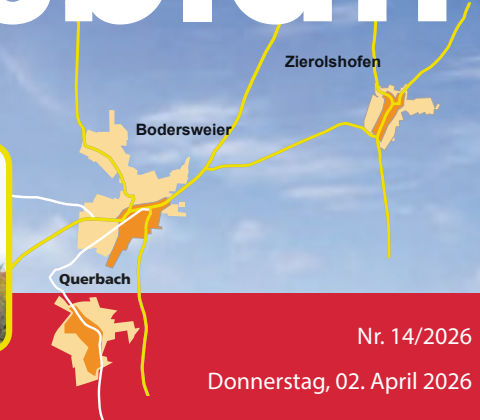 Zierolshofen
Bodersweier
Querbach
Nr. 14/2026
Donnerstag, 02. April 2026